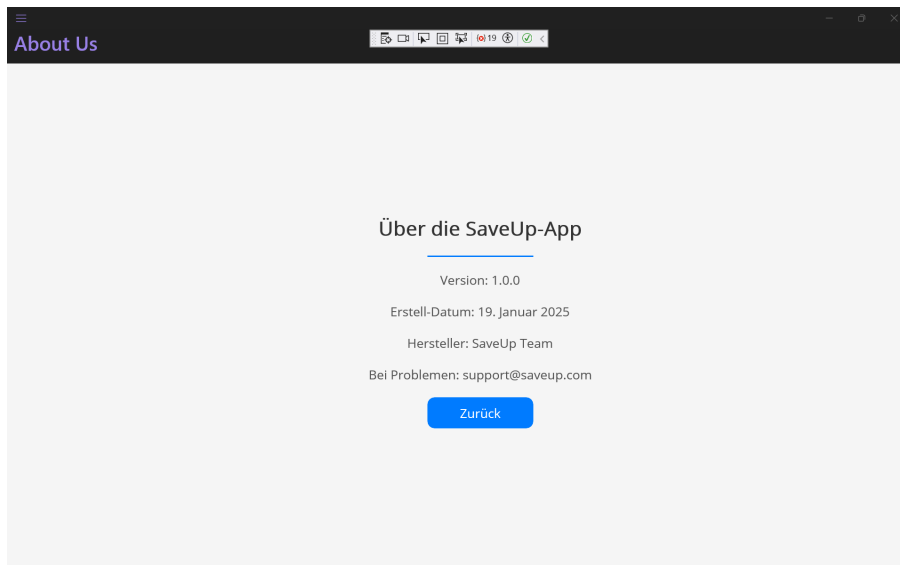 About Us
19
Über die SaveUp-App
Version: 1.0.0
Erstell-Datum: 19. Januar 2025
Hersteller: SaveUp Team
Bei Problemen: support@saveup.com
Zurück